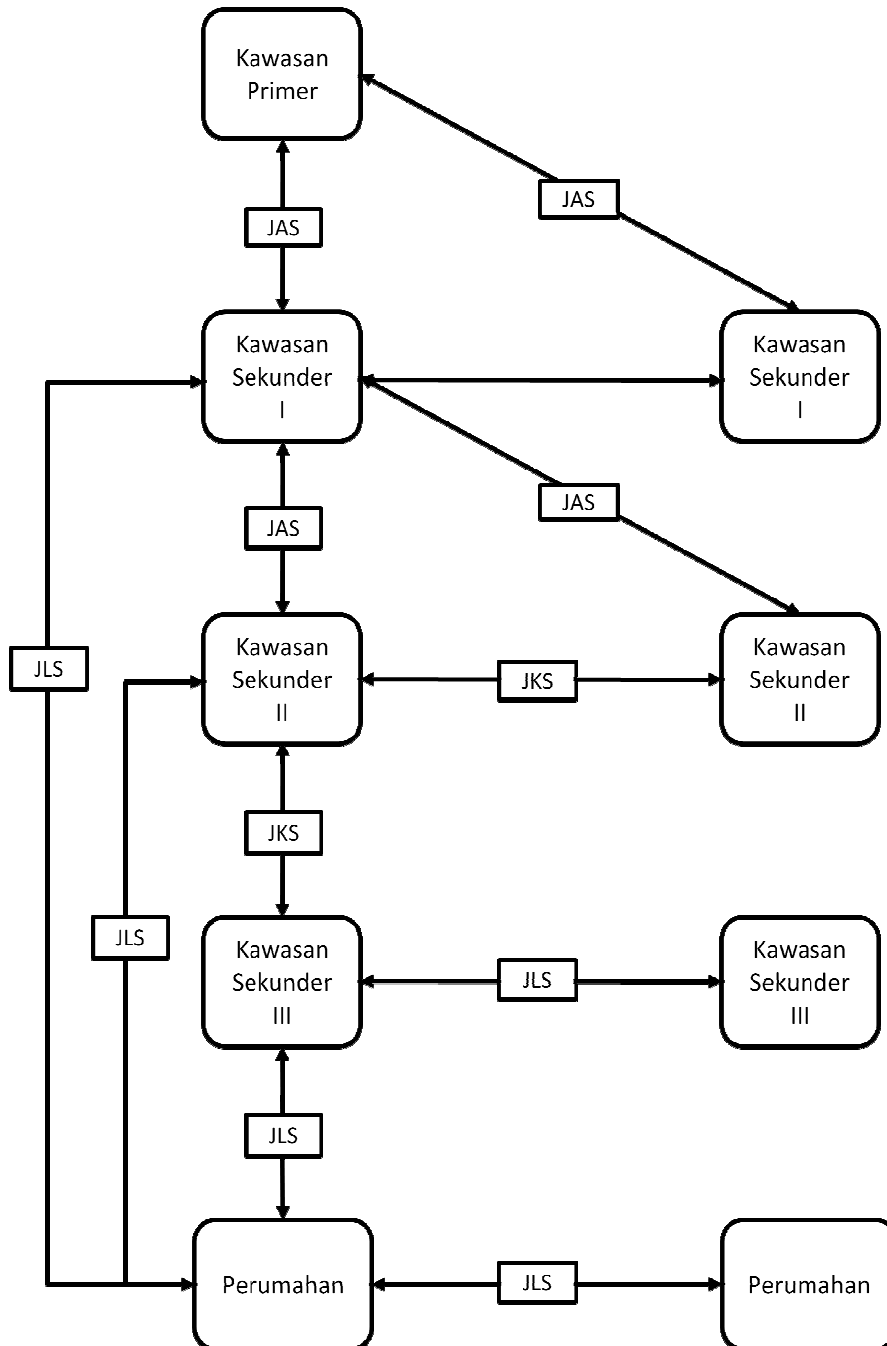 Kawasan
Primer
JAS
JAS
Kawasan
Sekunder
I
Kawasan
Sekunder
I
JAS
JAS
Kawasan
Sekunder
II
JKS
Kawasan
Sekunder
II
JLS
JKS
JLS
Kawasan
Sekunder
III
JLS
Kawasan
Sekunder
III
JLS
Perumahan
JLS
Perumahan